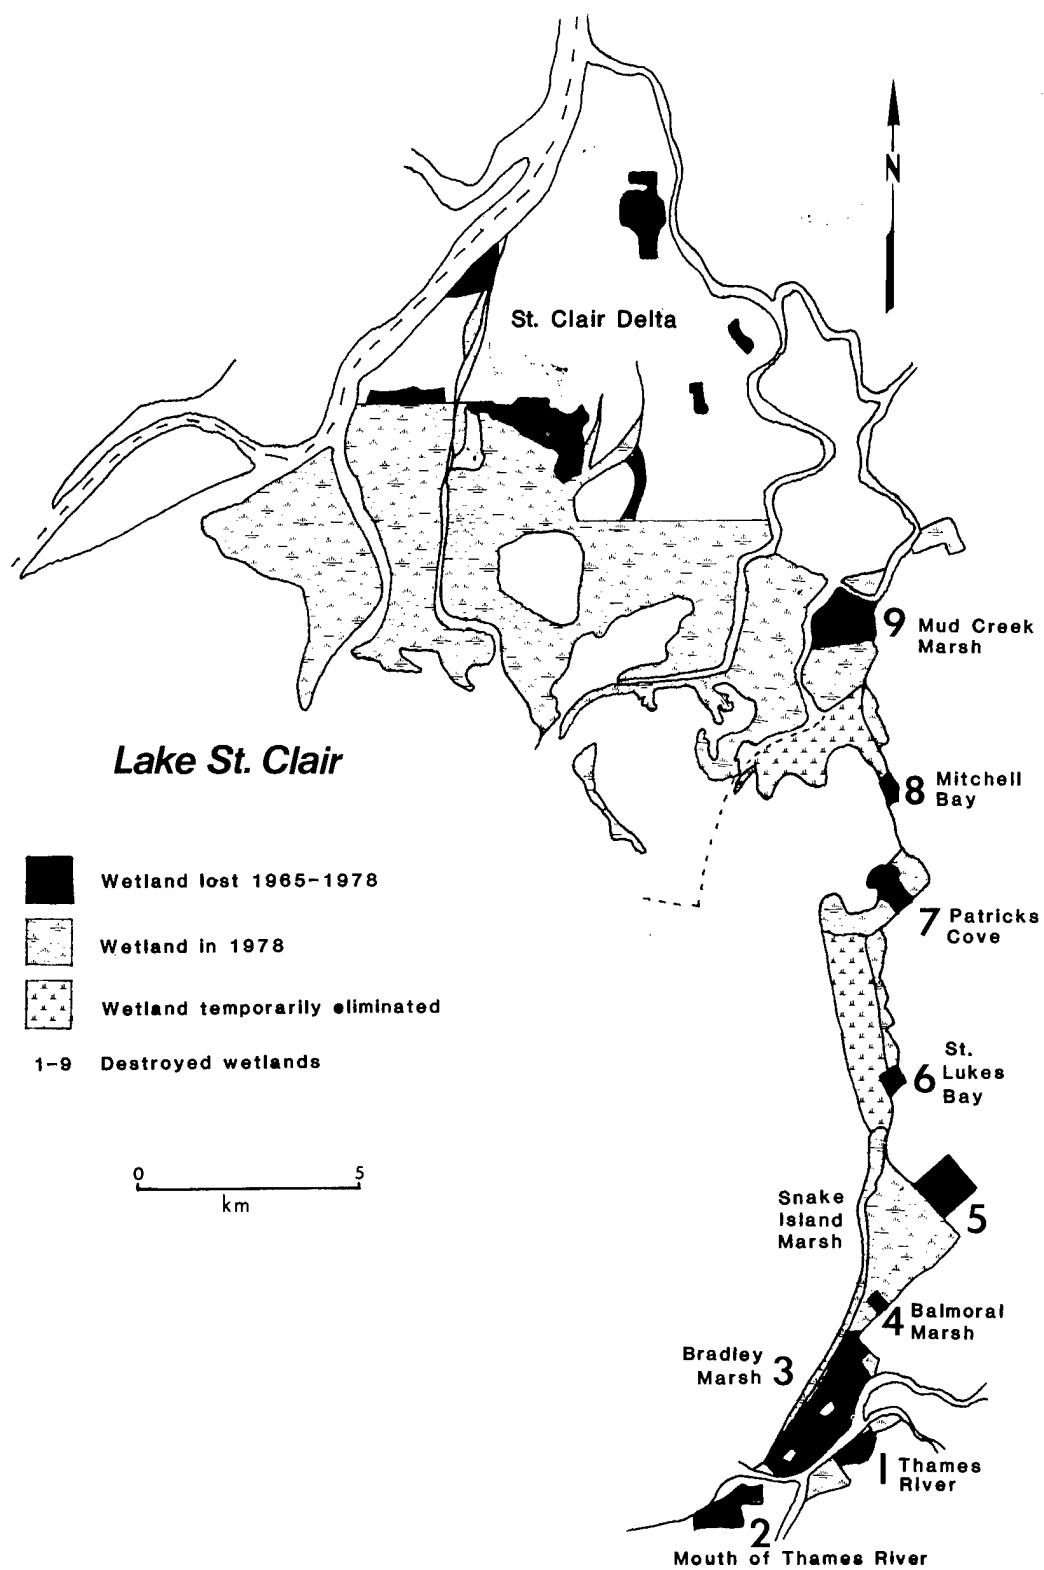 N
St. Clair Delta
9 Mud Creek
Marsh
Lake St. Clair
8 Mitchell
Bay
Wetland lost 1965-1978
7 Patricks
Cove
Wetland in 1978
Wetland temporarily eliminated
1-9 Destroyed wetlands
St.
6 Lukes
Bay
0 5
km
Snake
Island
Marsh
5
4 Balmoral
Marsh
Bradley
Marsh 3
1 Thames
River
2
Mouth of Thames River